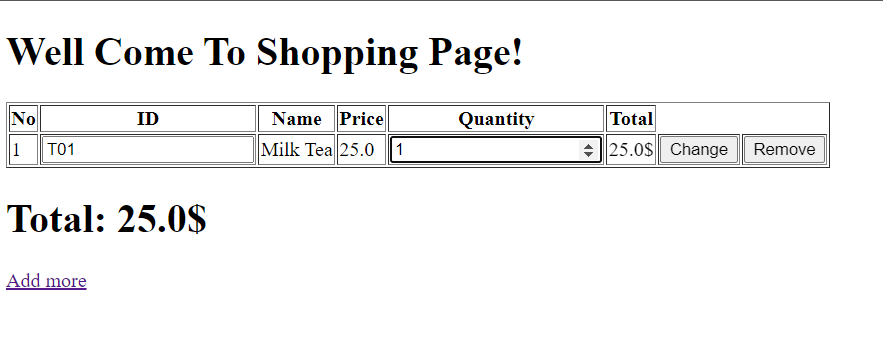 Well Come To Shopping Page!
No ID Name Price Quantity Total
1 T01 Milk Tea 25.0 1 25.0$ Change Remove
Total: 25.0$
Add more